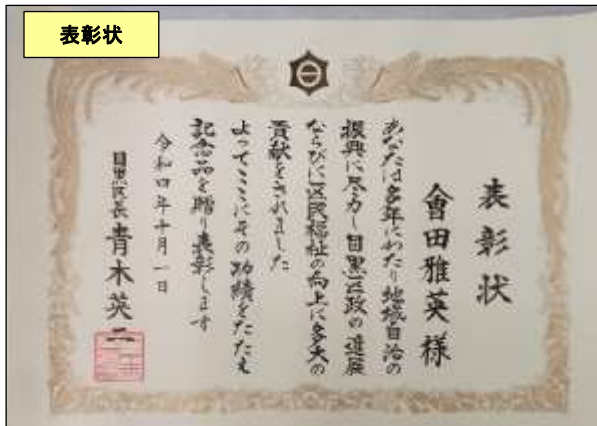 表彰状
表彰状
會田雅英様
あなたは多年にわたり地域自治の
振興に尽力し目黒区政の進展
ならびに区民福祉の向上に多大の
貢献をされました
よってここにその功績をたたえ
記念品を贈り表彰します
令和四年十月一日
目黒区長 青木英二